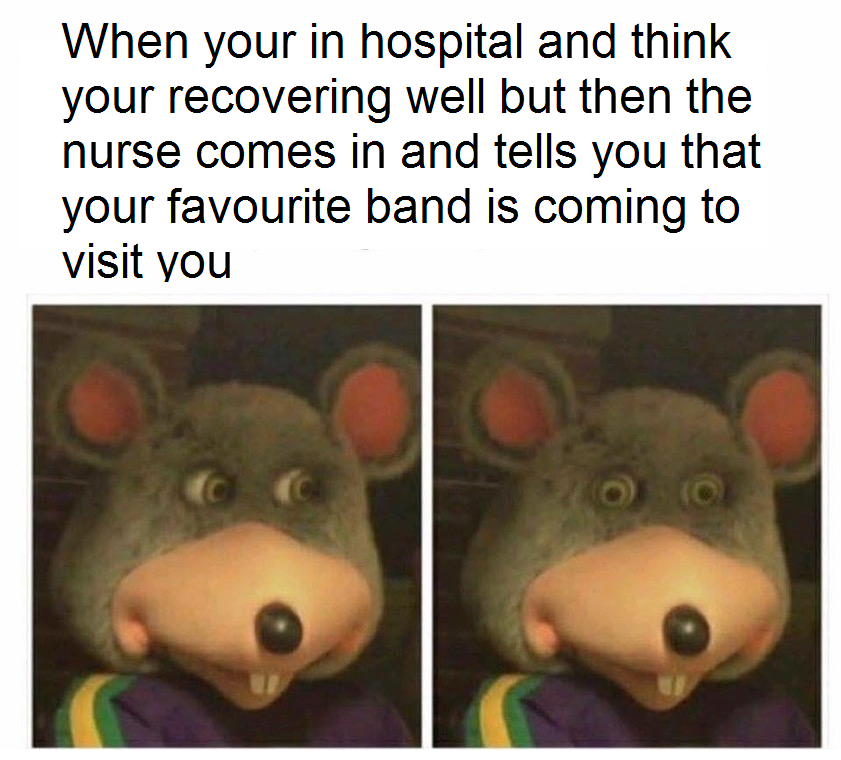 When your in hospital and think
your recovering well but then the
nurse comes in and tells you that
your favourite band is coming to
visit you